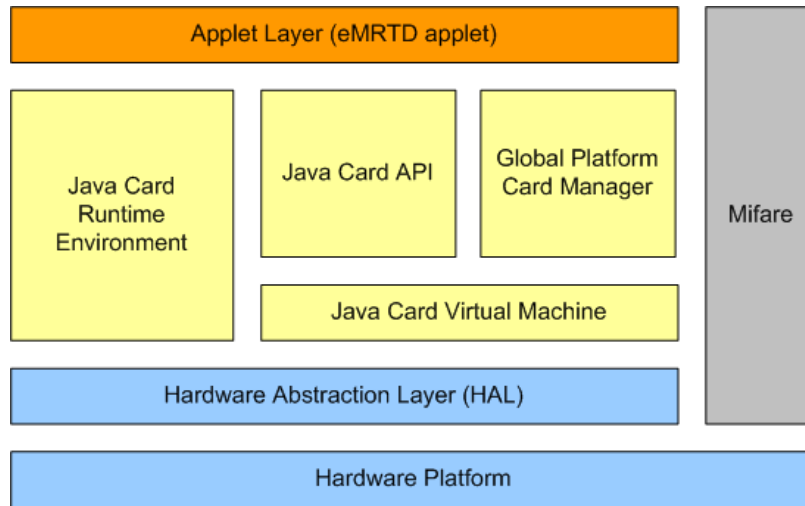 Applet Layer (eMRTD applet)
Java Card
Runtime
Environment
Java Card API
Global Platform
Card Manager
Mifare
Java Card Virtual Machine
Hardware Abstraction Layer (HAL)
Hardware Platform